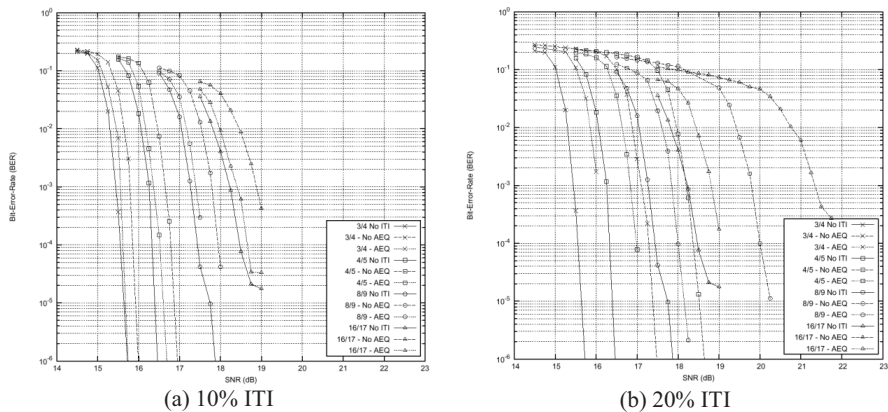 10^0
10^-1
10^-2
10^-3
10^-4
10^-5
10^-6
Bit-Error-Rate (BER)
3/4 No ITI
3/4 - No AEQ
3/4 - AEQ
4/5 No ITI
4/5 - No AEQ
4/5 - AEQ
8/9 No ITI
8/9 - No AEQ
8/9 - AEQ
16/17 No ITI
16/17 - No AEQ
16/17 - AEQ
14 15 16 17 18 19 20 21 22 23
SNR (dB)
(a) 10% ITI
10^0
10^-1
10^-2
10^-3
10^-4
10^-5
10^-6
Bit-Error-Rate (BER)
3/4 No ITI
3/4 - No AEQ
3/4 - AEQ
4/5 No ITI
4/5 - No AEQ
4/5 - AEQ
8/9 No ITI
8/9 - No AEQ
8/9 - AEQ
16/17 No ITI
16/17 - No AEQ
16/17 - AEQ
14 15 16 17 18 19 20 21 22 23
SNR (dB)
(b) 20% ITI